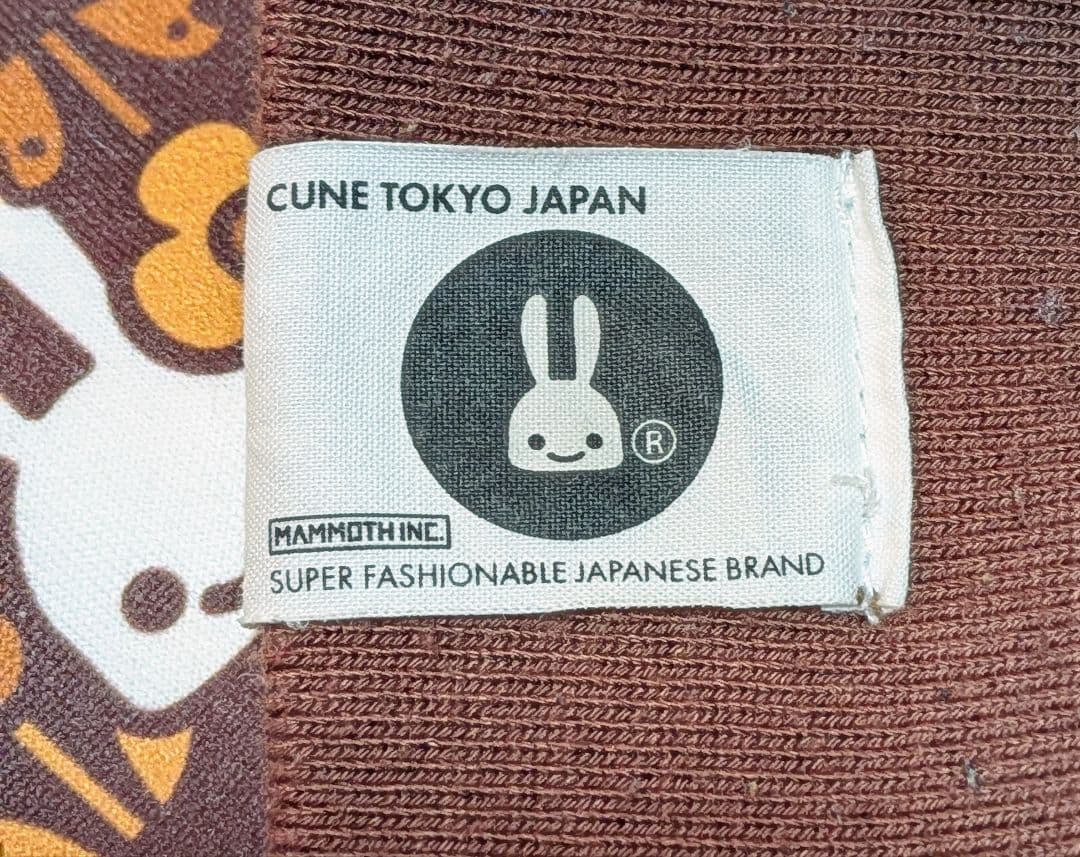 CUNE TOKYO JAPAN
®
MAMMOTH INC.
SUPER FASHIONABLE JAPANESE BRAND